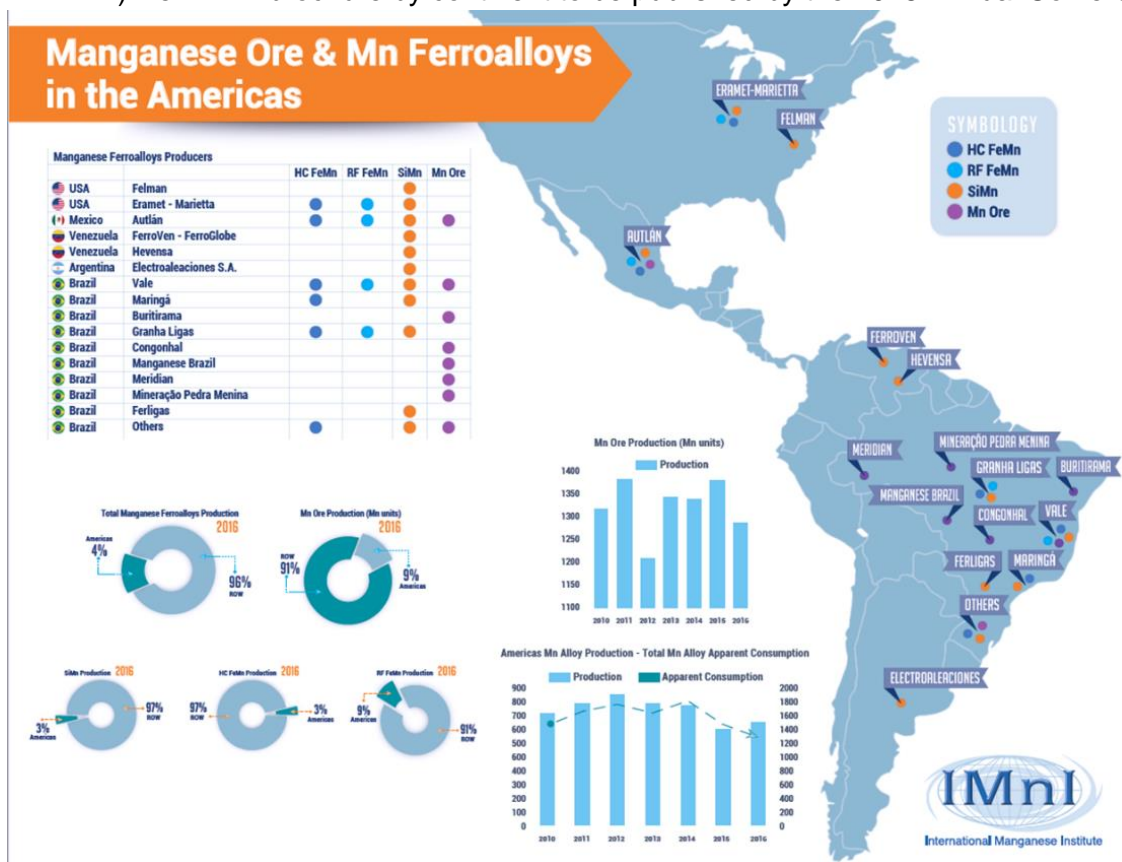 Manganese Ore & Mn Ferroalloys
in the Americas
Manganese Ferroalloys Producers
HC FeMn RF FeMn SiMn Mn Ore
USA Felman
USA Eramet - Marietta
Mexico Autlán
Venezuela FerroVen - FerroGlobe
Venezuela Hevensa
Argentina Electroaleaciones S.A.
Brazil Vale
Brazil Maringá
Brazil Buritirama
Brazil Granha Ligas
Brazil Congonhal
Brazil Manganese Brazil
Brazil Meridian
Brazil Mineração Pedra Menina
Brazil Ferligas
Brazil Others
ERAMET-MARIETTA
FELMAN
SYMBOLOGY
HC FeMn
RF FeMn
SiMn
Mn Ore
AUTLÁN
FERROVEN
HEVENSA
MERIDIAN
MINERAÇÃO PEDRA MENINA
GRANHA LIGAS
BURITIRAMA
MANGANESE BRAZIL
CONGONHAL
VALE
FERLIGAS
MARINGÁ
OTHERS
ELECTROALEACIONES
Total Manganese Ferroalloys Production
2016
Americas
4%
96%
ROW
Mn Ore Production (Mn units)
2016
ROW
91%
9%
Americas
SiMn Production 2016
97%
ROW
3%
Americas
HC FeMn Production 2016
97%
ROW
3%
Americas
RF FeMn Production 2016
9%
Americas
91%
ROW
Mn Ore Production (Mn units)
Production
1400
1350
1300
1250
1200
1150
1100
2010 2011 2012 2013 2014 2015 2016
Americas Mn Alloy Production - Total Mn Alloy Apparent Consumption
Production Apparent Consumption
900 2000
800 1800
700 1600
600 1400
500 1200
400 1000
300 800
200 600
100 400
0 200
0
2010 2011 2012 2013 2014 2015 2016
IMnI
International Manganese Institute